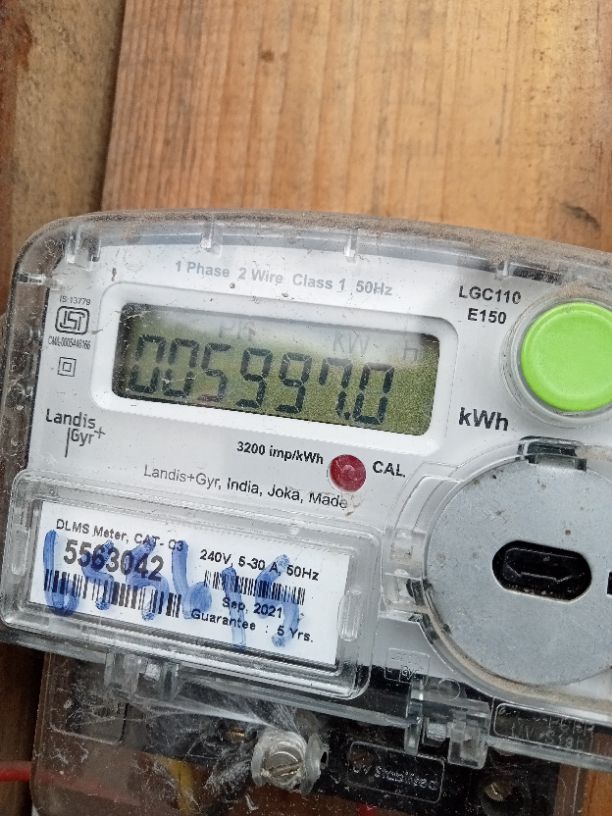 1 Phase 2 Wire Class 1 50Hz
LGC110
E150
IS 13779
KW H
005997.0
kWh
Landis
Gyr+
3200 imp/kWh
CAL.
Landis+Gyr, India, Joka, Made
DLMS Meter, CAT- C3
5563042
240V 5-30 A 50Hz
Sep, 2021
Guarantee : 5 Yrs.